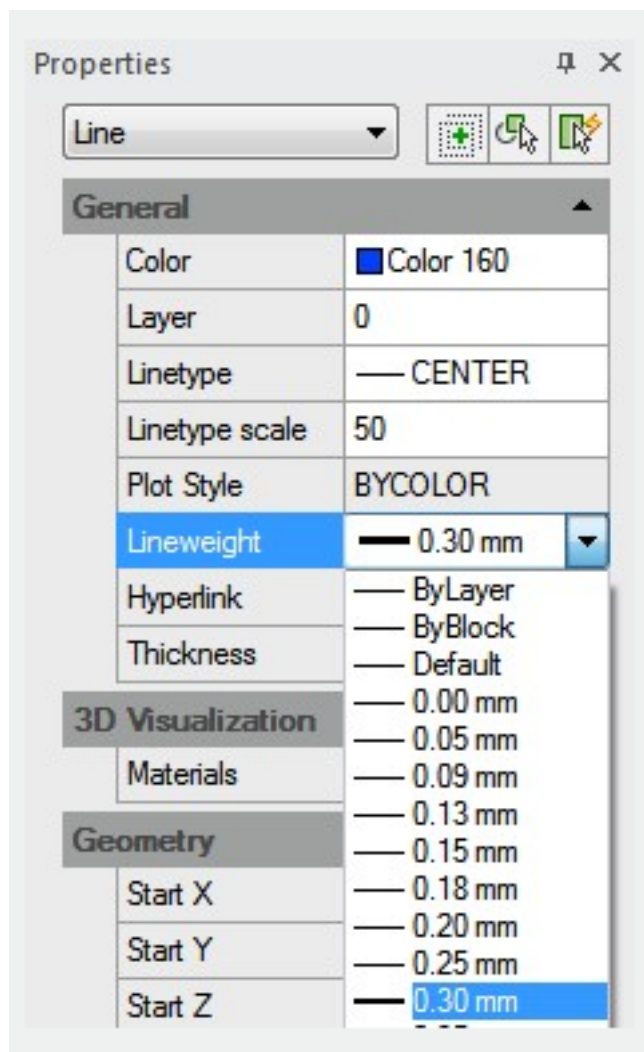 Properties
Line
General
Color Color 160
Layer 0
Linetype CENTER
Linetype scale 50
Plot Style BYCOLOR
Lineweight 0.30 mm
Hyperlink ByLayer
ByBlock
Thickness Default
0.00 mm
3D Visualization 0.05 mm
Materials 0.09 mm
0.13 mm
Geometry 0.15 mm
Start X 0.18 mm
0.20 mm
Start Y 0.25 mm
Start Z 0.30 mm